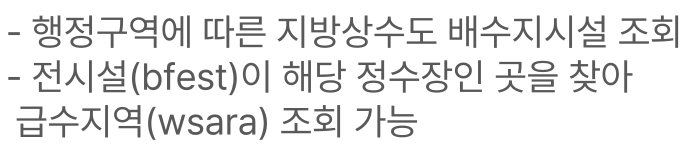 - 행정구역에 따른 지방상수도 배수지시설 조회
- 전시설(bfest)이 해당 정수장인 곳을 찾아
급수지역(wsara) 조회 가능